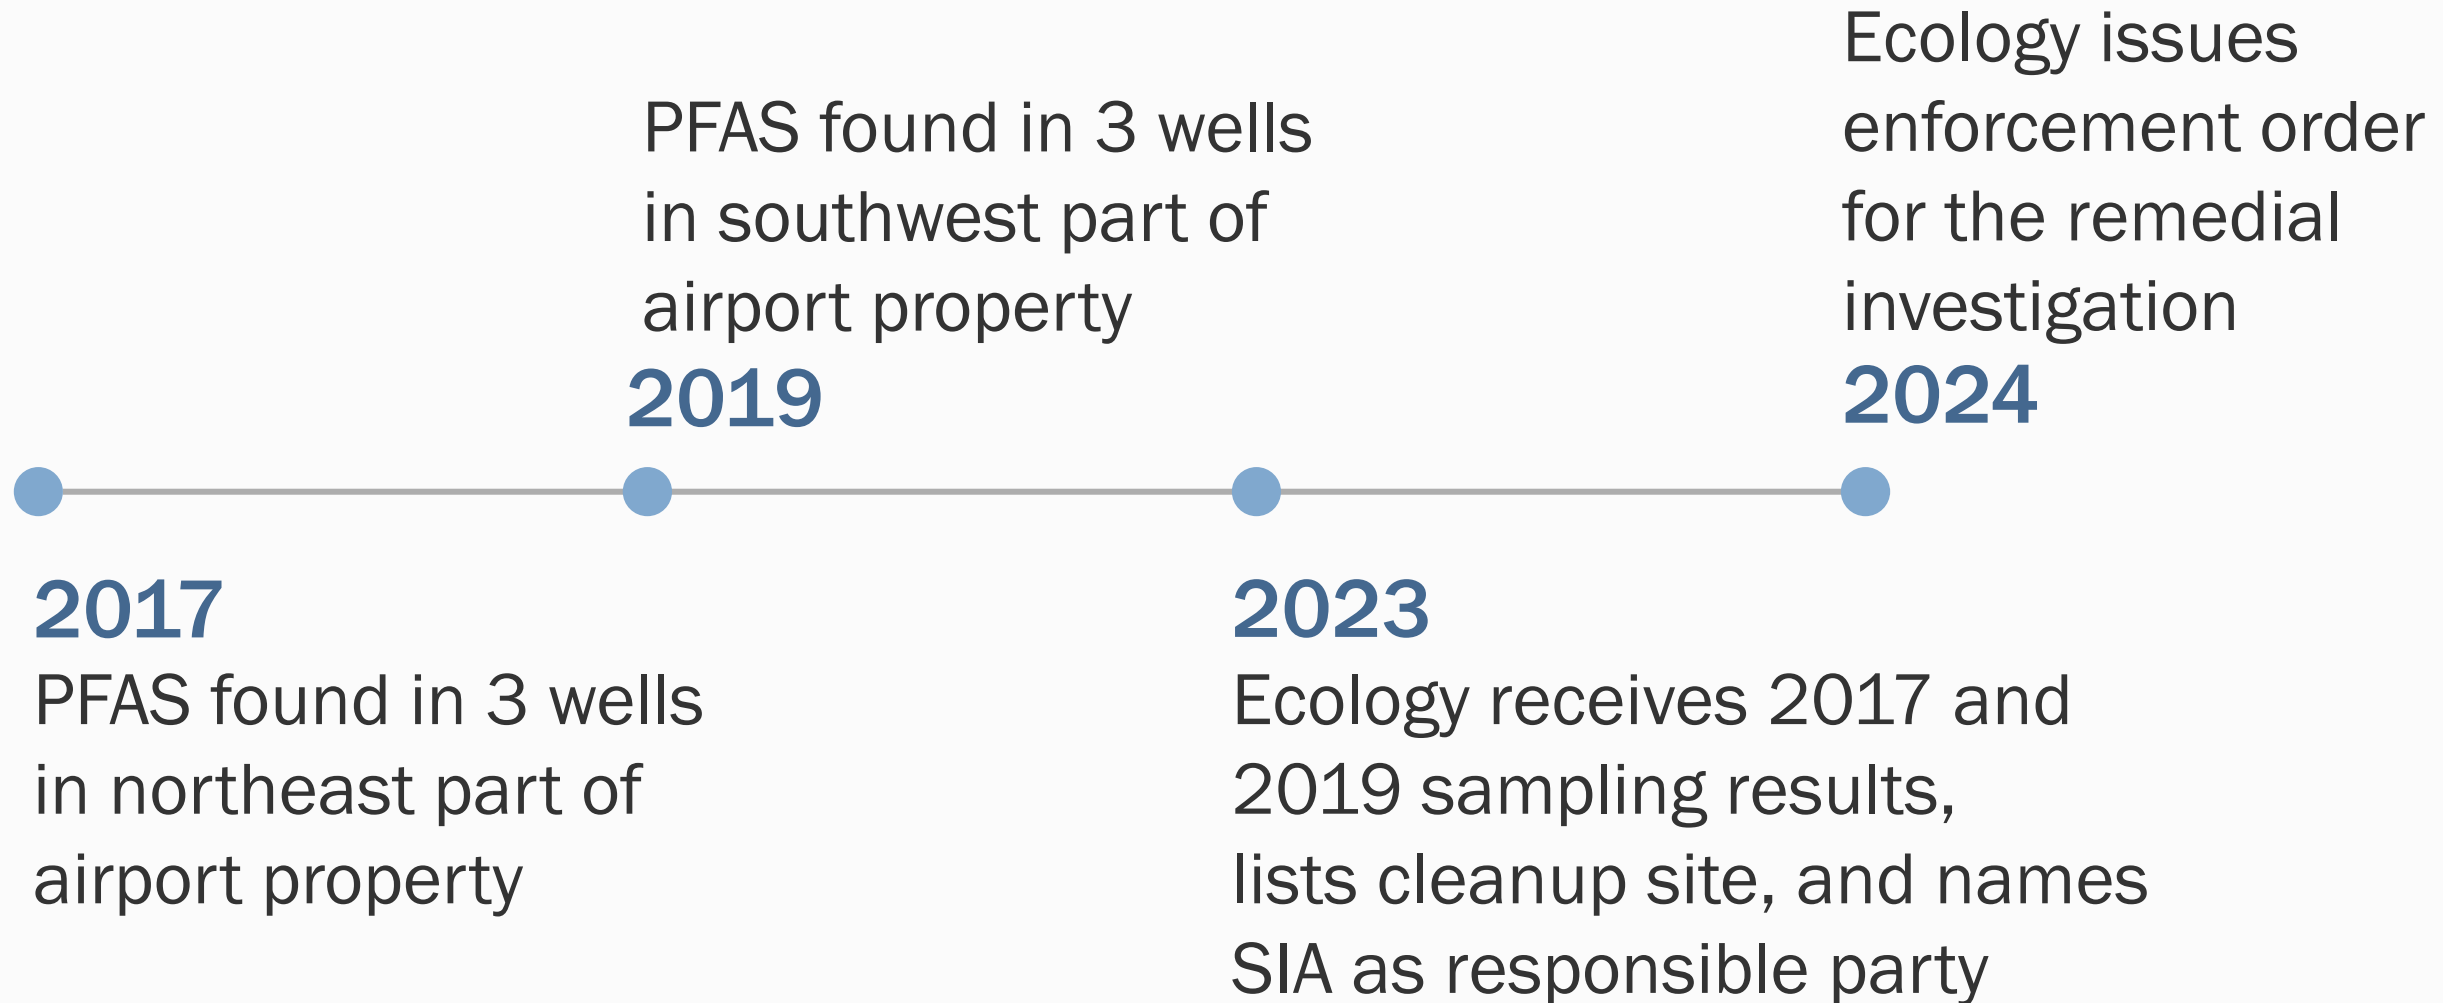 2017
PFAS found in 3 wells
in northeast part of
airport property
PFAS found in 3 wells
in southwest part of
airport property
2019
2023
Ecology receives 2017 and
2019 sampling results,
lists cleanup site, and names
SIA as responsible party
Ecology issues
enforcement order
for the remedial
investigation
2024